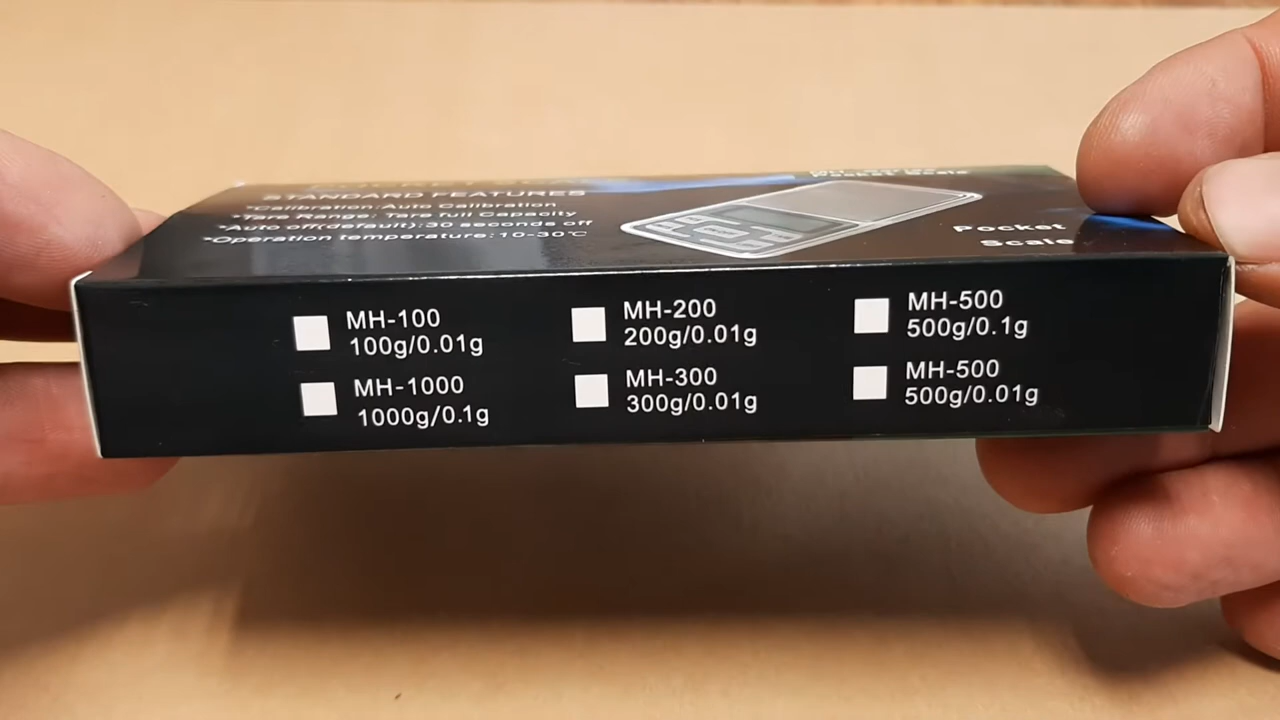 Pocket Scale
STANDARD FEATURES
*Calibration:Auto Calibration
*Tare Range: Tare full Capacity
*Auto off(default):30 seconds off
*Operation temperature:10-30℃
Pocket
Scale
MH-100
100g/0.01g
MH-200
200g/0.01g
MH-500
500g/0.1g
MH-1000
1000g/0.1g
MH-300
300g/0.01g
MH-500
500g/0.01g